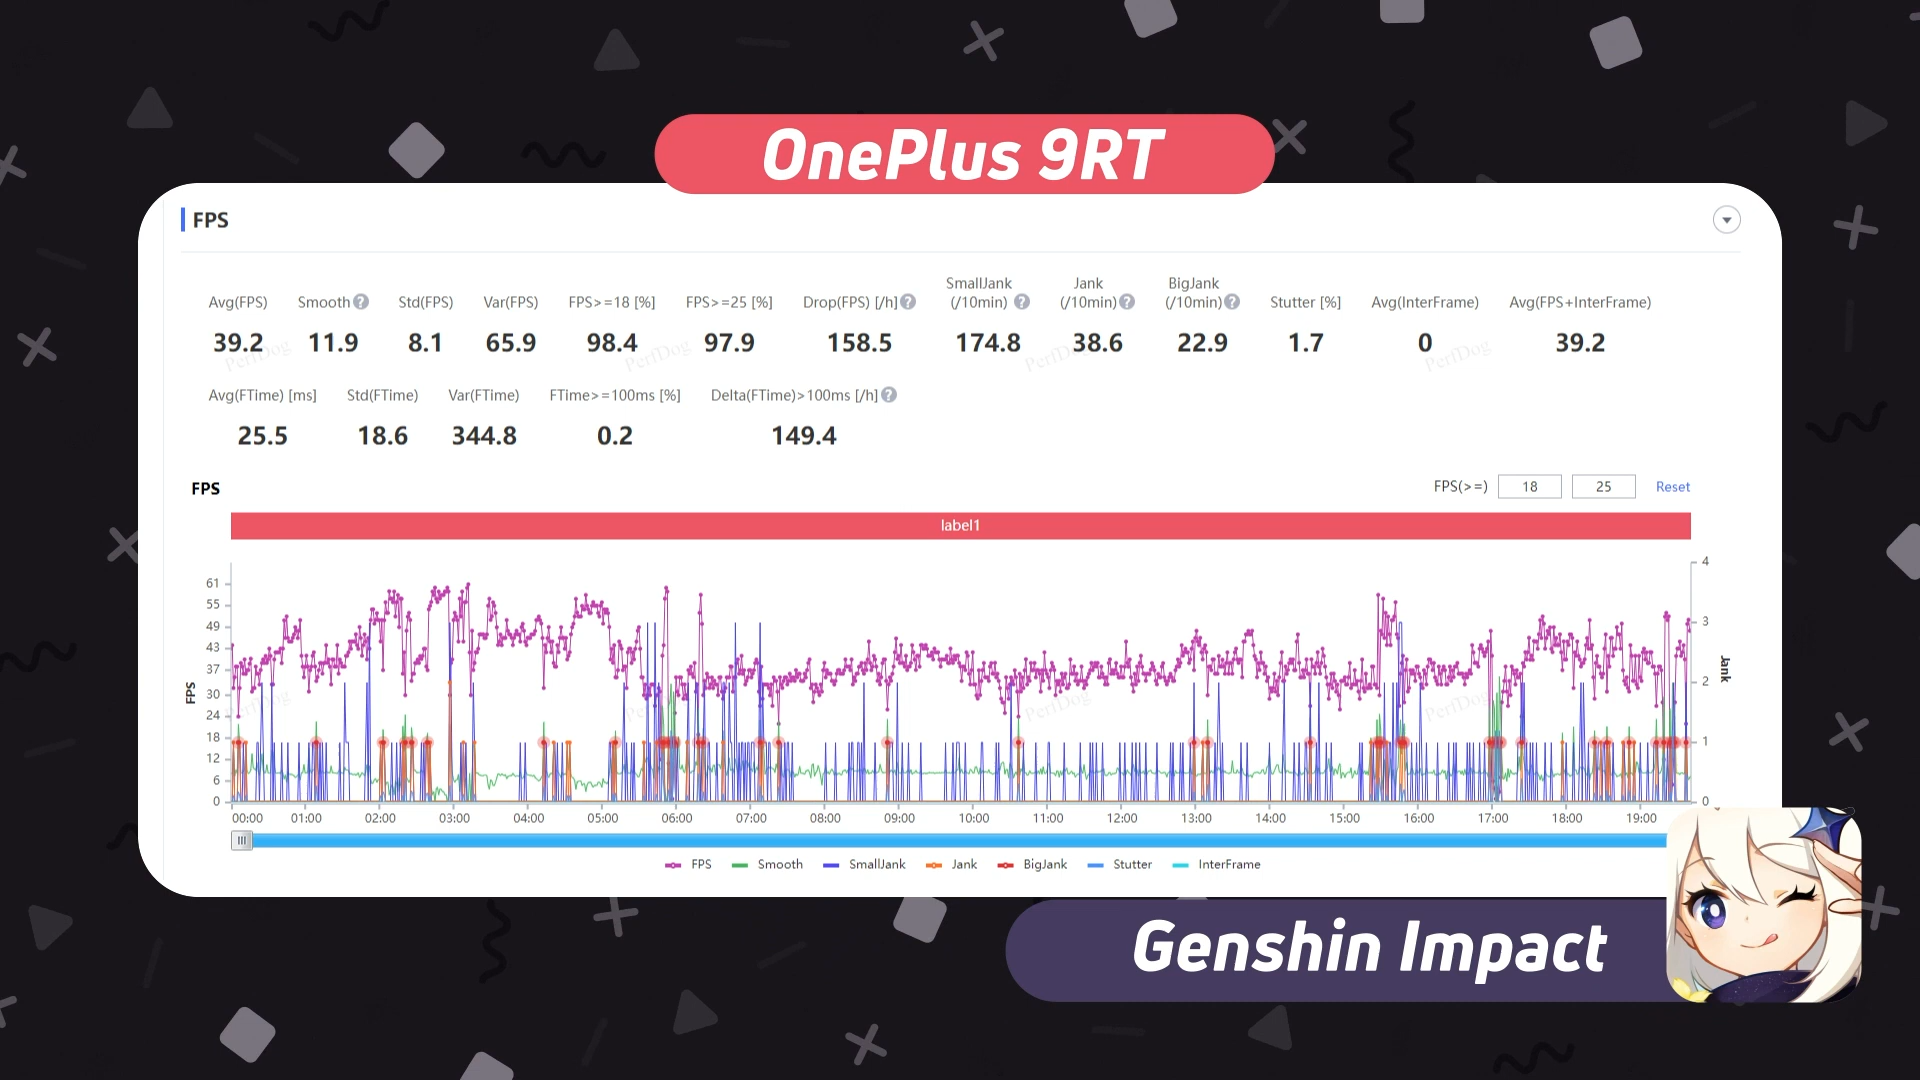 OnePlus 9RT
FPS
Avg(FPS) Smooth Std(FPS) Var(FPS) FPS>=18 [%] FPS>=25 [%] Drop(FPS) [/h] SmallJank (/10min) Jank (/10min) BigJank (/10min) Stutter [%] Avg(InterFrame) Avg(FPS+InterFrame)
39.2 11.9 8.1 65.9 98.4 97.9 158.5 174.8 38.6 22.9 1.7 0 39.2
PerfDog PerfDog PerfDog PerfDog
Avg(FTime) [ms] Std(FTime) Var(FTime) FTime>=100ms [%] Delta(FTime)>100ms [/h]
25.5 18.6 344.8 0.2 149.4
FPS
FPS(>=) 18 25 Reset
label1
FPS
61
55
49
43
37
30
24
18
12
6
0
4
3
2
1
0
Jank
PerfDog PerfDog
00:00 01:00 02:00 03:00 04:00 05:00 06:00 07:00 08:00 09:00 10:00 11:00 12:00 13:00 14:00 15:00 16:00 17:00 18:00 19:00
FPS Smooth SmallJank Jank BigJank Stutter InterFrame
Genshin Impact